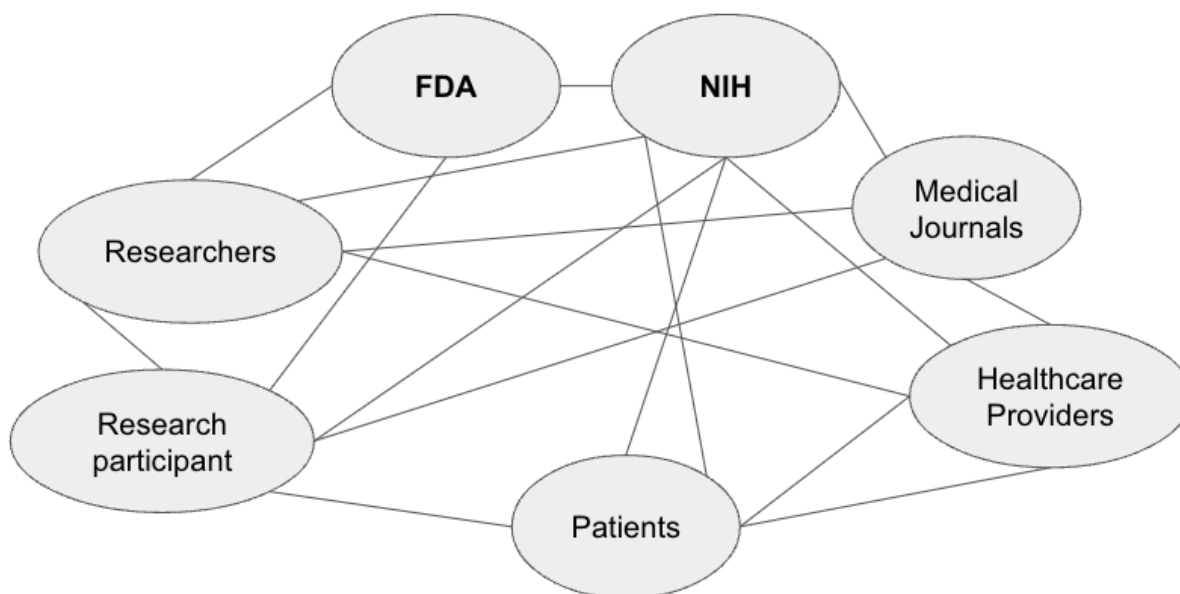 FDA
NIH
Medical
Journals
Researchers
Healthcare
Providers
Research
participant
Patients